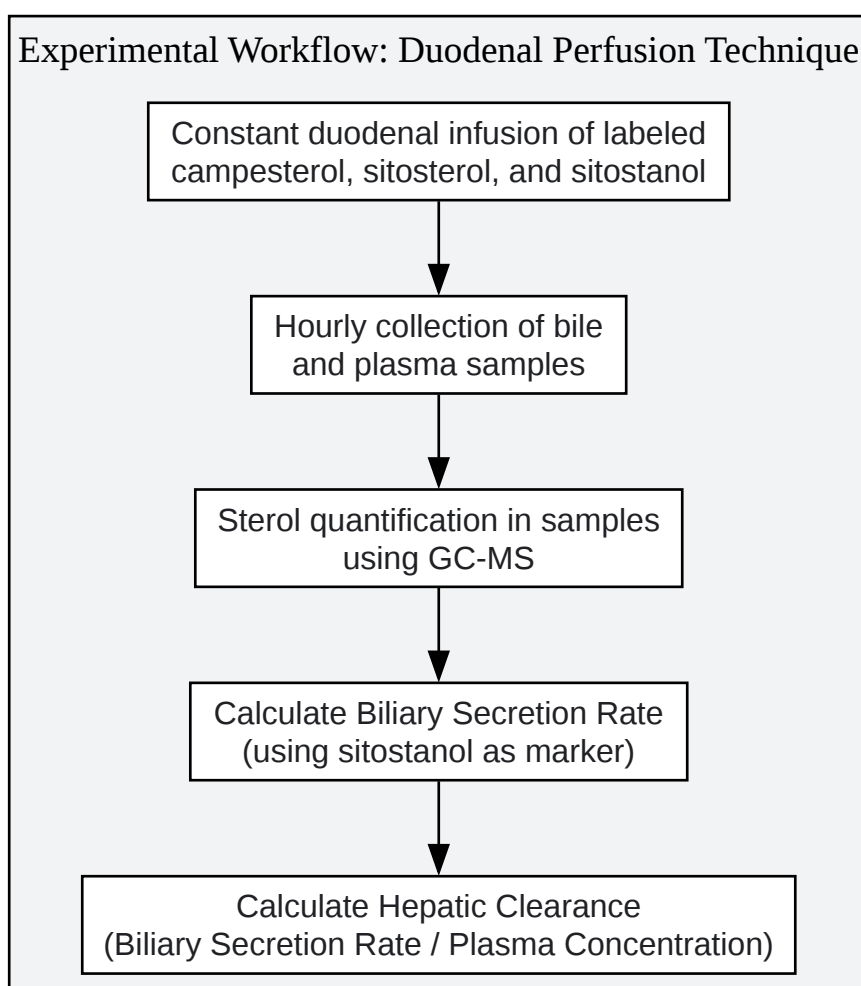 Experimental Workflow: Duodenal Perfusion Technique
Constant duodenal infusion of labeled
campesterol, sitosterol, and sitostanol
Hourly collection of bile
and plasma samples
Sterol quantification in samples
using GC-MS
Calculate Biliary Secretion Rate
(using sitostanol as marker)
Calculate Hepatic Clearance
(Biliary Secretion Rate / Plasma Concentration)